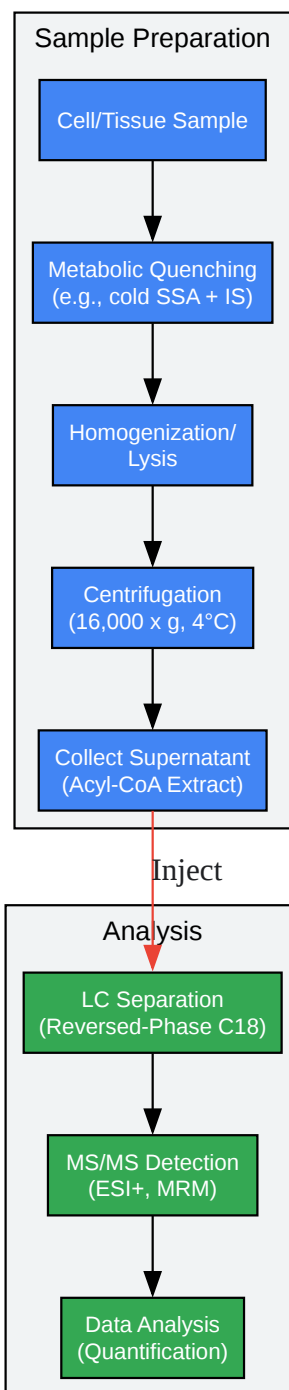 Sample Preparation
Cell/Tissue Sample
Metabolic Quenching
(e.g., cold SSA + IS)
Homogenization/
Lysis
Centrifugation
(16,000 x g, 4°C)
Collect Supernatant
(Acyl-CoA Extract)
Inject
Analysis
LC Separation
(Reversed-Phase C18)
MS/MS Detection
(ESI+, MRM)
Data Analysis
(Quantification)